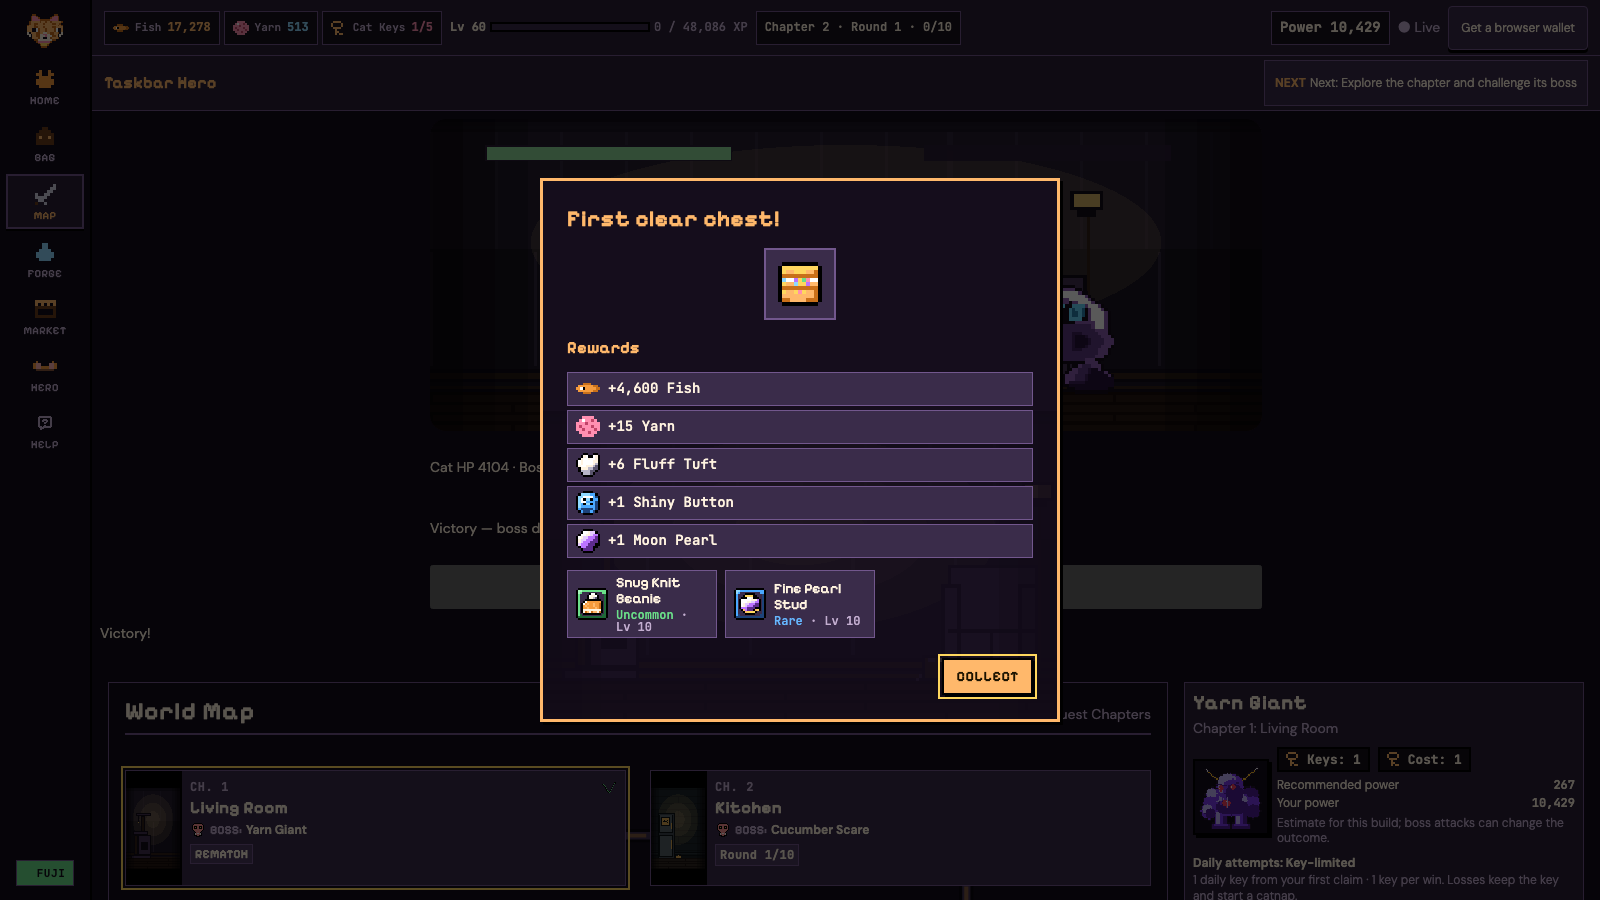 Fish 17,278
Yarn 513
Cat Keys 1/5
Lv 60
0 / 48,086 XP
Chapter 2 · Round 1 · 0/10
Power 10,429
Live
Get a browser wallet
HOME
BAG
MAP
FORGE
MARKET
HERO
HELP
FUJI
Taskbar Hero
NEXT Next: Explore the chapter and challenge its boss
First clear chest!
Rewards
+4,600 Fish
+15 Yarn
+6 Fluff Tuft
+1 Shiny Button
+1 Moon Pearl
Snug Knit
Beanie
Uncommon ·
Lv 10
Fine Pearl
Stud
Rare · Lv 10
COLLECT
Cat HP 4104 · Bos
Victory — boss d
Victory!
World Map
uest Chapters
CH. 1
Living Room
BOSS: Yarn Giant
REMATCH
CH. 2
Kitchen
BOSS: Cucumber Scare
Round 1/10
Yarn Giant
Chapter 1: Living Room
Keys: 1
Cost: 1
Recommended power 267
Your power 10,429
Estimate for this build; boss attacks can change the
outcome.
Daily attempts: Key-limited
1 daily key from your first claim · 1 key per win. Losses keep the key
and start a catnap.